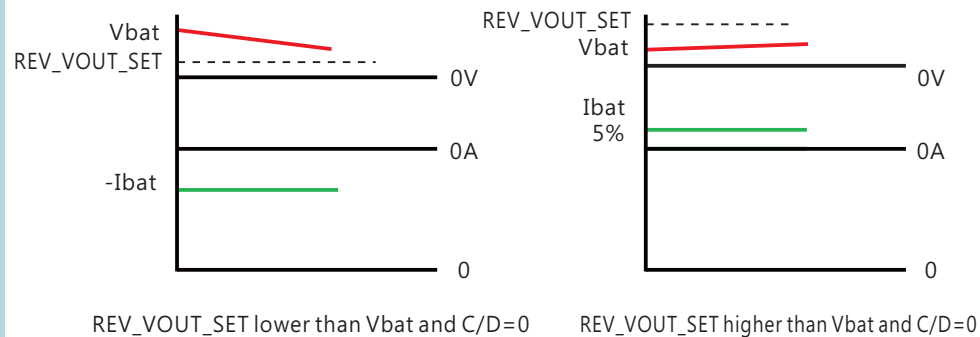 Vbat
REV_VOUT_SET
0V
0A
-Ibat
0
REV_VOUT_SET lower than Vbat and C/D=0
REV_VOUT_SET
Vbat
0V
Ibat
5%
0A
0
REV_VOUT_SET higher than Vbat and C/D=0